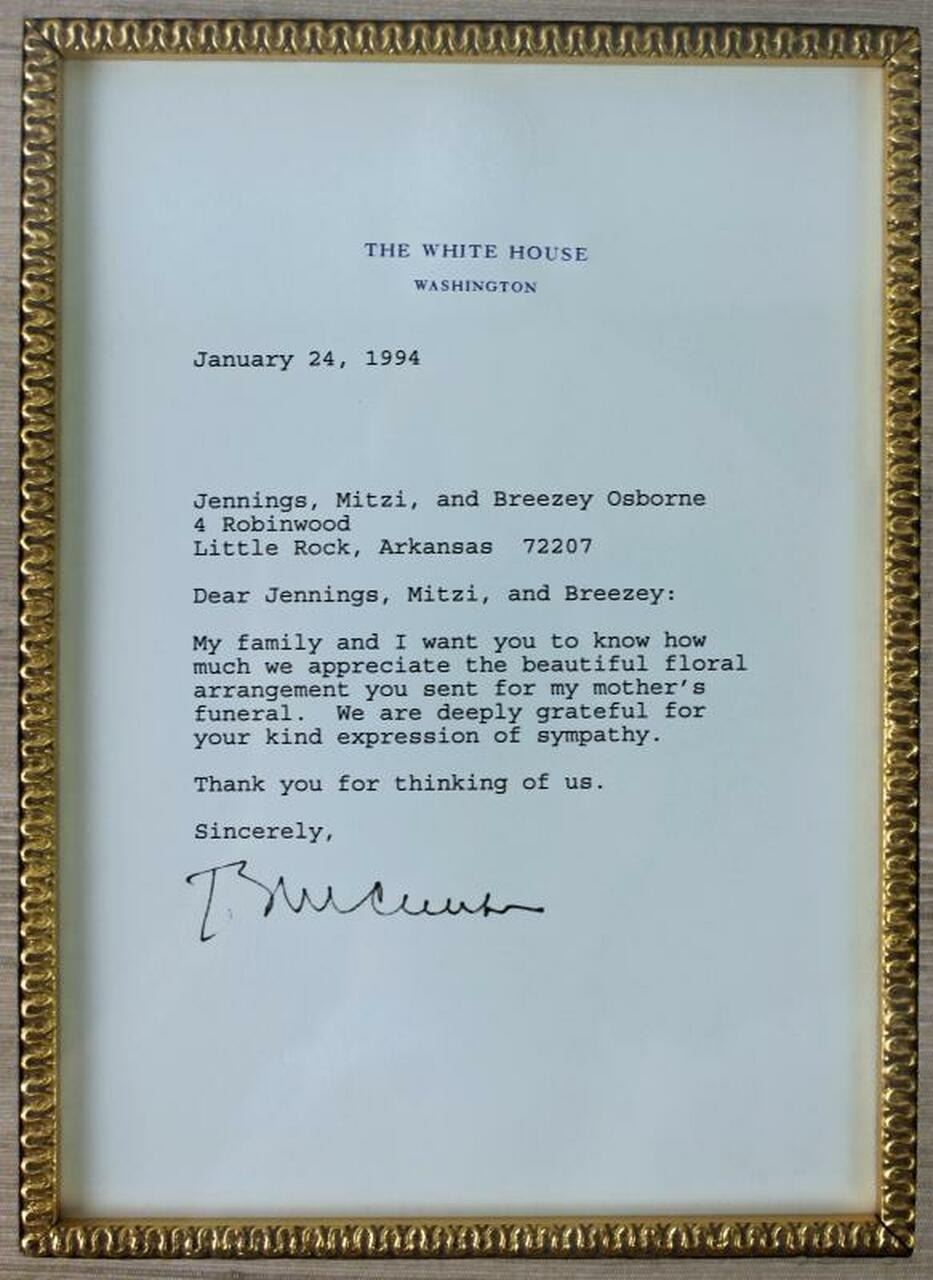 THE WHITE HOUSE
WASHINGTON
January 24, 1994
Jennings, Mitzi, and Breezey Osborne
4 Robinwood
Little Rock, Arkansas  72207
Dear Jennings, Mitzi, and Breezey:
My family and I want you to know how
much we appreciate the beautiful floral
arrangement you sent for my mother's
funeral.  We are deeply grateful for
your kind expression of sympathy.
Thank you for thinking of us.
Sincerely,
Bill Clinton